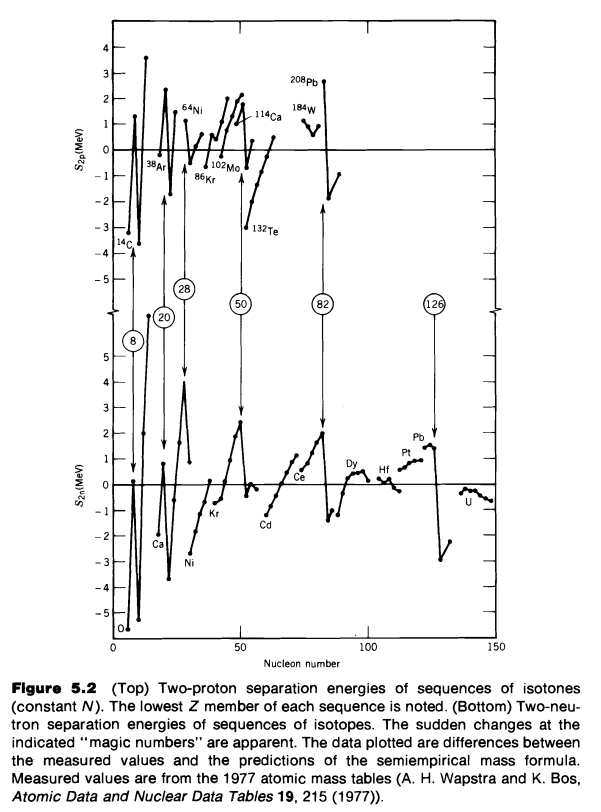 4
3
2
1
0
-1
-2
-3
-4
-5
S2p(MeV)
14C
38Ar
64Ni
86Kr
102Mo
114Ca
132Te
184W
208Pb
8
20
28
50
82
126
5
4
3
2
1
0
-1
-2
-3
-4
-5
S2n(MeV)
O
Ca
Ni
Kr
Cd
Ce
Dy
Hf
Pt
Pb
U
0
50
100
150
Nucleon number
Figure 5.2 (Top) Two-proton separation energies of sequences of isotones
(constant N). The lowest Z member of each sequence is noted. (Bottom) Two-neu-
tron separation energies of sequences of isotopes. The sudden changes at the
indicated "magic numbers" are apparent. The data plotted are differences between
the measured values and the predictions of the semiempirical mass formula.
Measured values are from the 1977 atomic mass tables (A. H. Wapstra and K. Bos,
Atomic Data and Nuclear Data Tables 19, 215 (1977)).